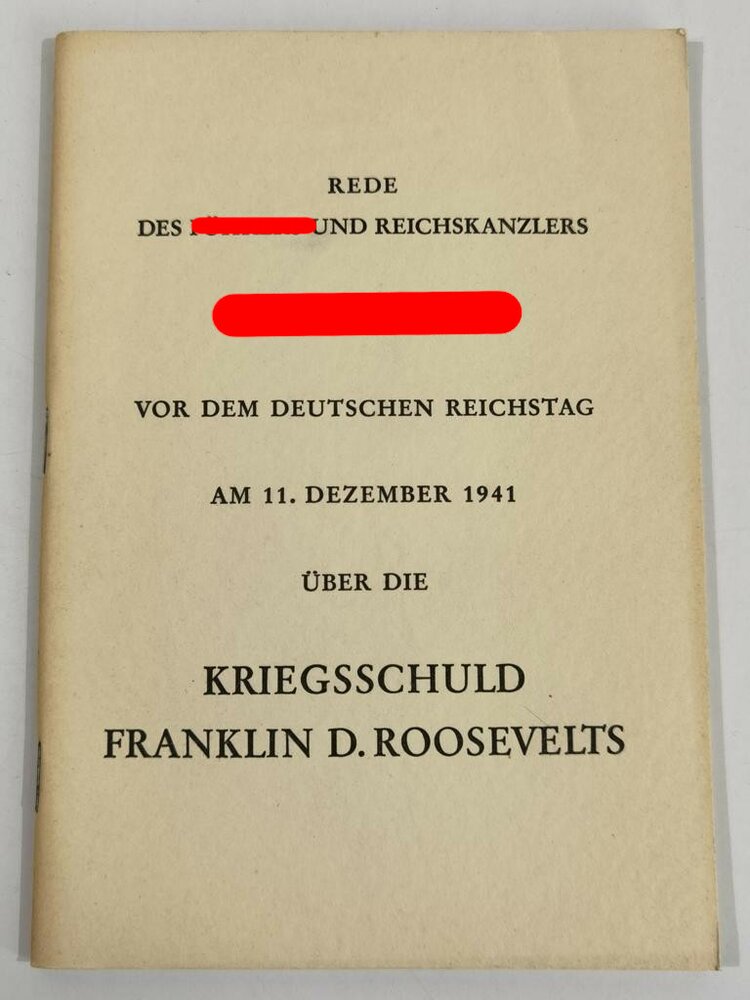 REDE
DES UND REICHSKANZLERS
VOR DEM DEUTSCHEN REICHSTAG
AM 11. DEZEMBER 1941
ÜBER DIE
KRIEGSSCHULD
FRANKLIN D. ROOSEVELTS